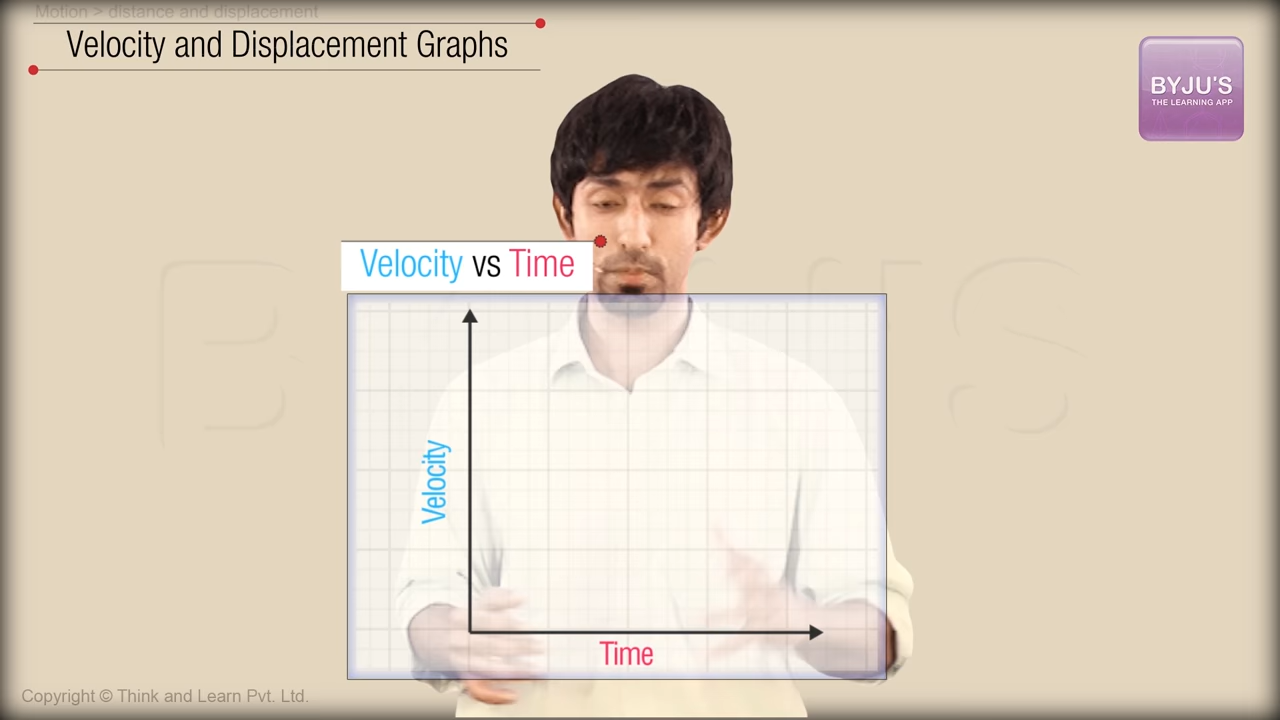 Motion > distance and displacement
Velocity and Displacement Graphs
BYJU'S
THE LEARNING APP
Velocity vs Time
Velocity
Time
Copyright © Think and Learn Pvt. Ltd.